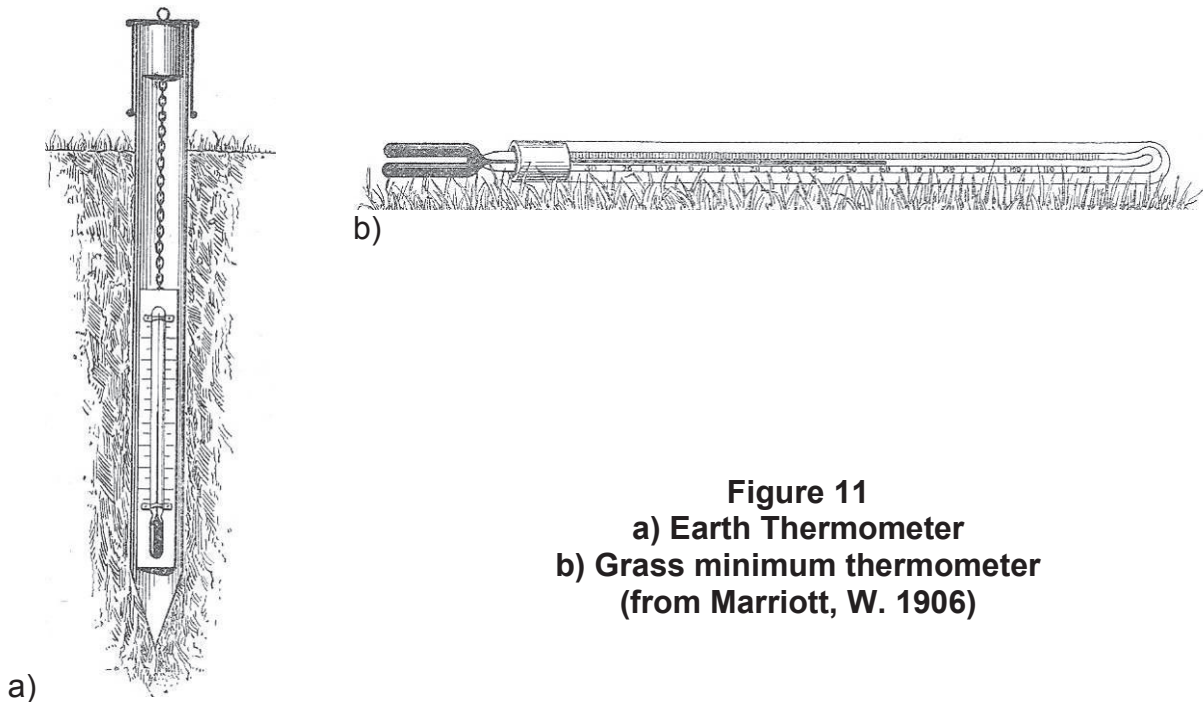 b)
Figure 11
a) Earth Thermometer
b) Grass minimum thermometer
(from Marriott, W. 1906)
a)